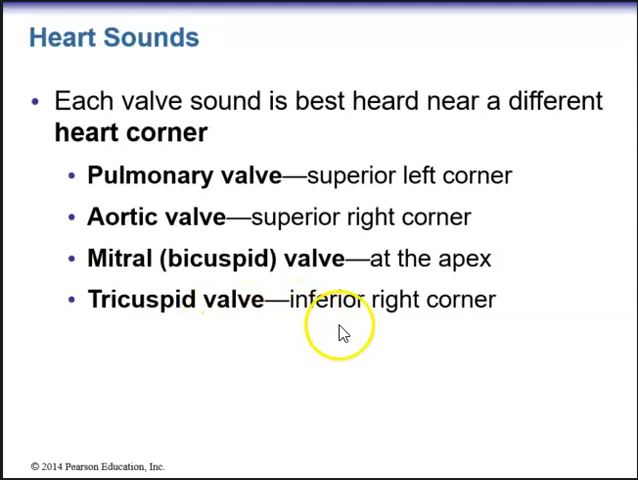 Heart Sounds
• Each valve sound is best heard near a different
heart corner
• Pulmonary valve—superior left corner
• Aortic valve—superior right corner
• Mitral (bicuspid) valve—at the apex
• Tricuspid valve—inferior right corner
© 2014 Pearson Education, Inc.